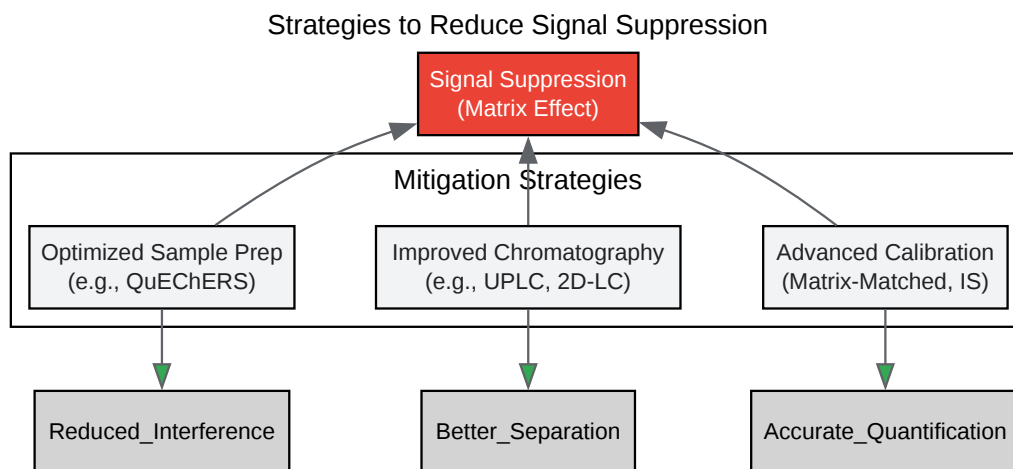 Strategies to Reduce Signal Suppression
Signal Suppression
(Matrix Effect)
Mitigation Strategies
Optimized Sample Prep
(e.g., QuEChERS)
Improved Chromatography
(e.g., UPLC, 2D-LC)
Advanced Calibration
(Matrix-Matched, IS)
Reduced_Interference
Better_Separation
Accurate_Quantification